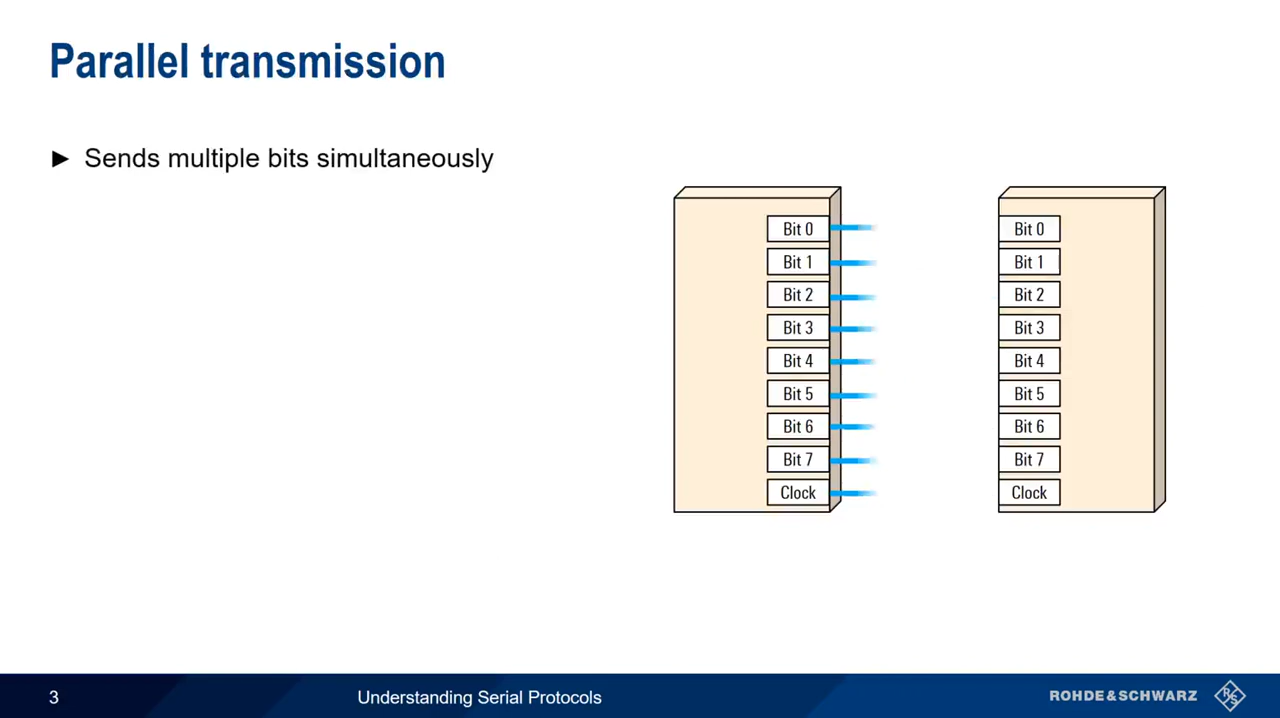 Parallel transmission
► Sends multiple bits simultaneously
Bit 0
Bit 1
Bit 2
Bit 3
Bit 4
Bit 5
Bit 6
Bit 7
Clock
Bit 0
Bit 1
Bit 2
Bit 3
Bit 4
Bit 5
Bit 6
Bit 7
Clock
3
Understanding Serial Protocols
ROHDE&SCHWARZ
R&S